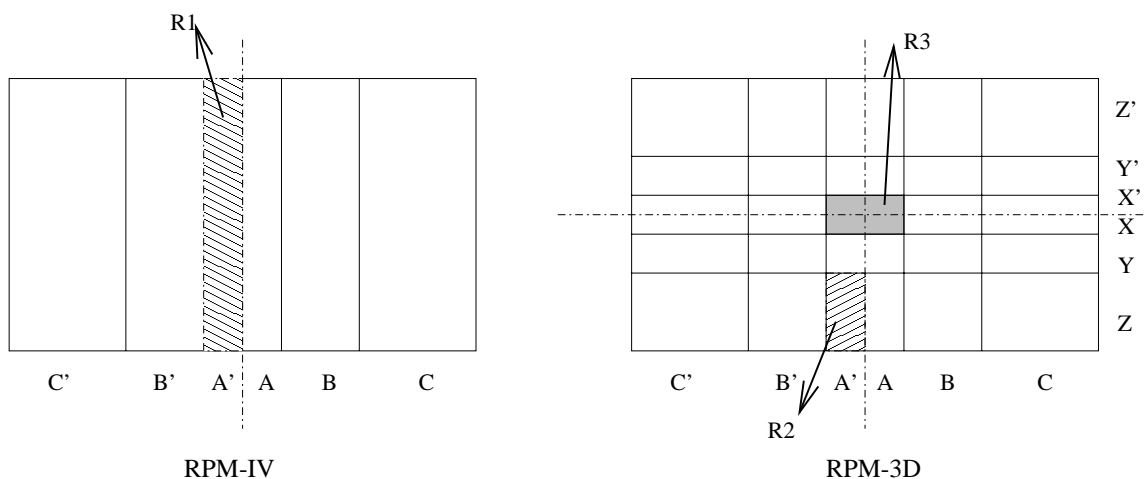 R1
C’ B’ A’ A B C
RPM-IV
R3
Z’
Y’
X’
X
Y
Z
C’ B’ A’ A B C
R2
RPM-3D